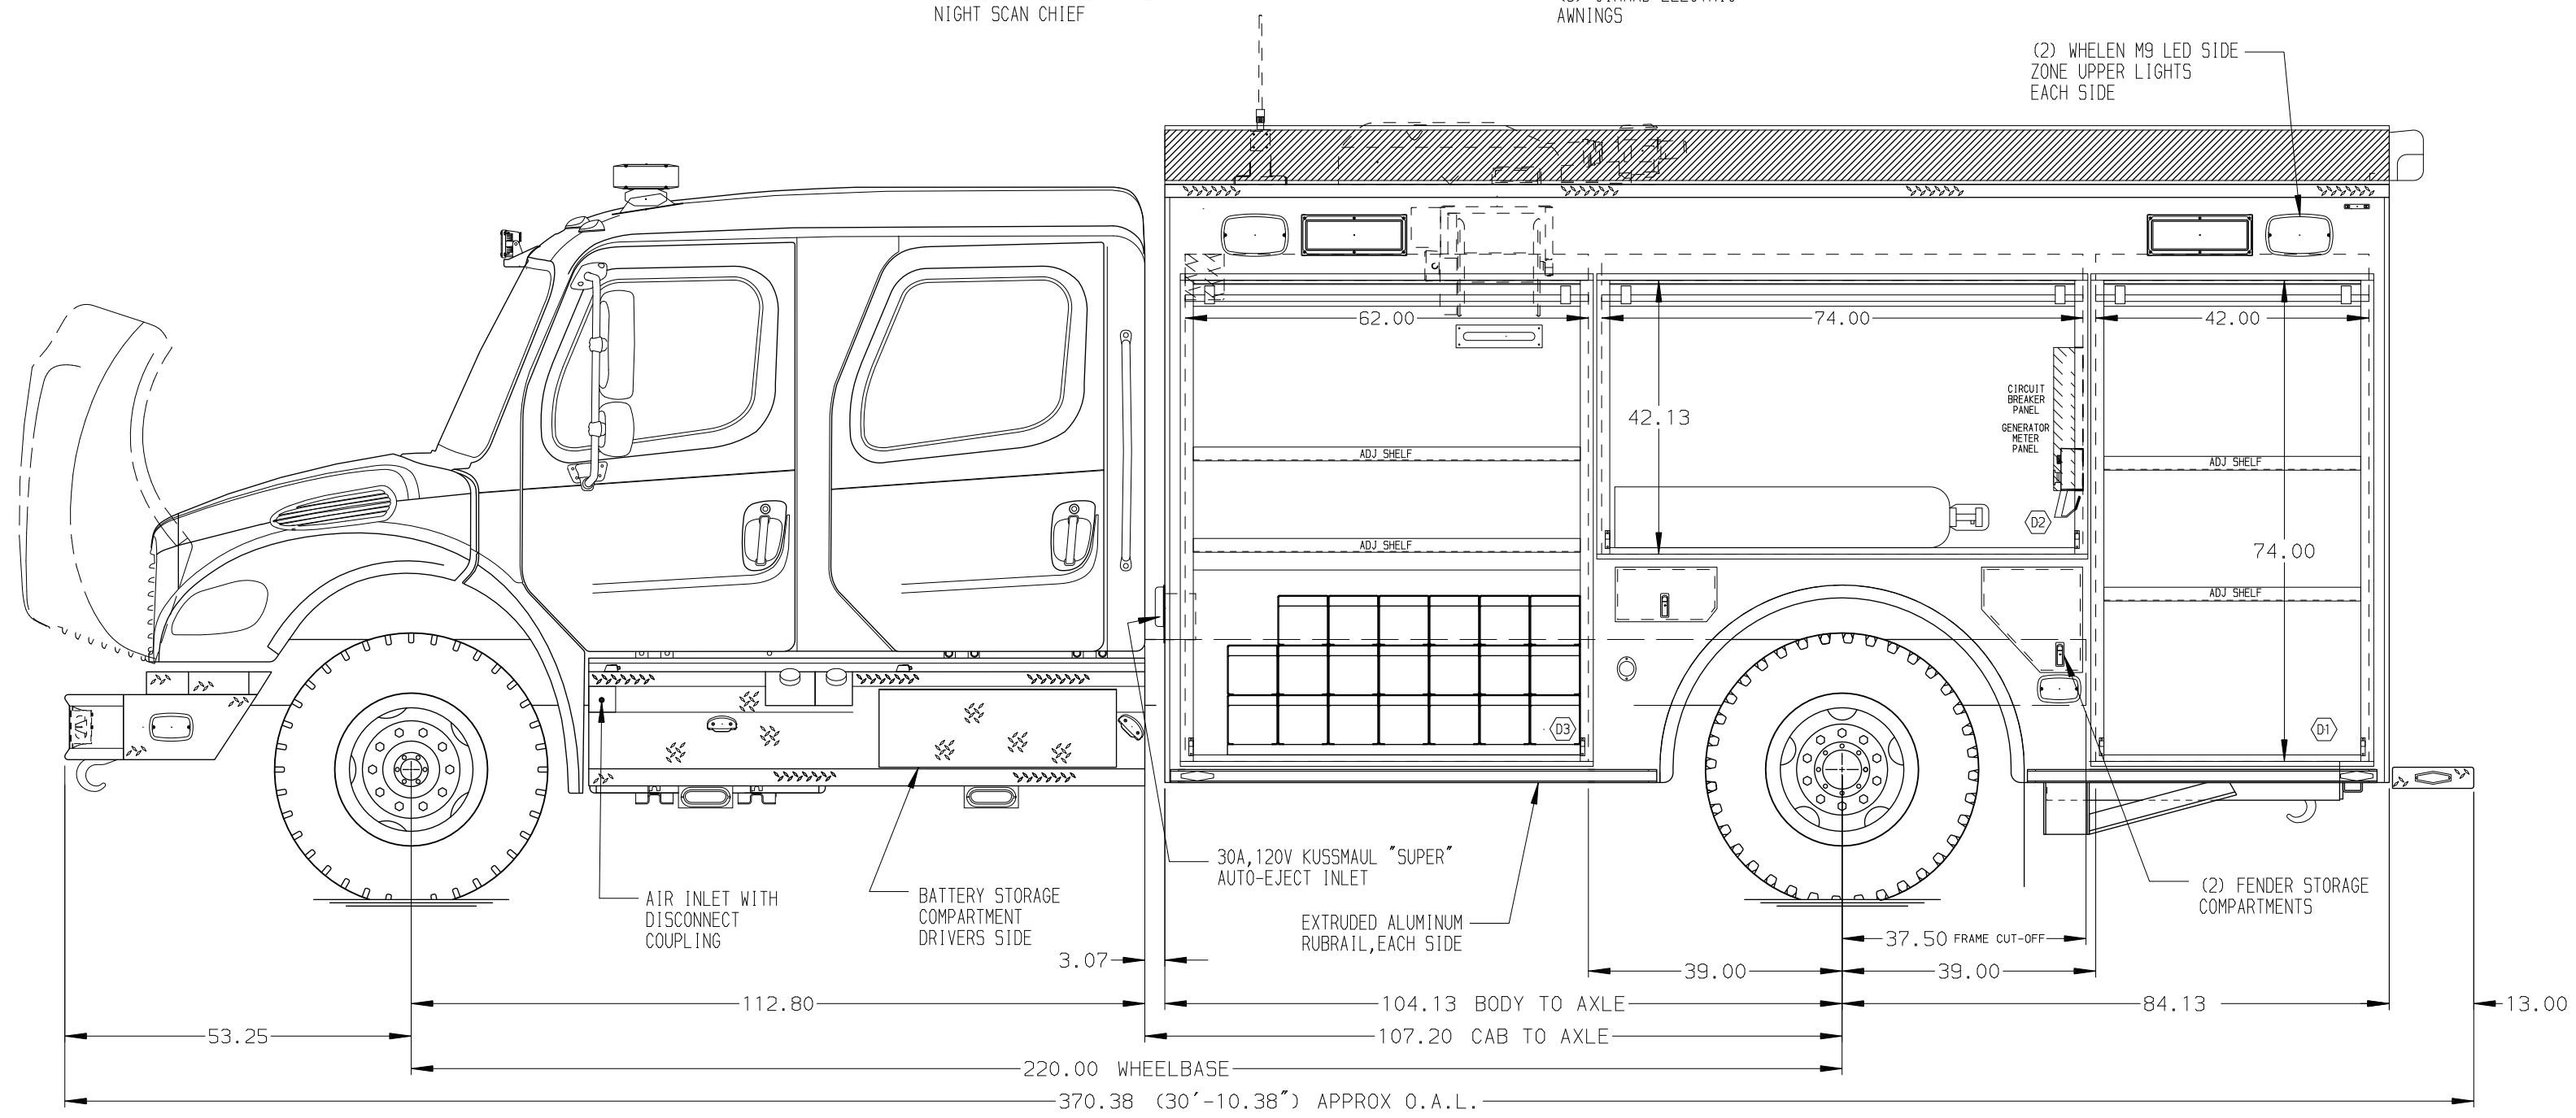 NIGHT SCAN CHIEF
AWNINGS
(2) WHELEN M9 LED SIDE
ZONE UPPER LIGHTS
EACH SIDE
62.00
74.00
42.00
CIRCUIT
BREAKER
PANEL
GENERATOR
METER
PANEL
42.13
ADJ SHELF
ADJ SHELF
D2
ADJ SHELF
74.00
ADJ SHELF
D3
D1
30A,120V KUSSMAUL "SUPER"
AUTO-EJECT INLET
AIR INLET WITH
DISCONNECT
COUPLING
BATTERY STORAGE
COMPARTMENT
DRIVERS SIDE
EXTRUDED ALUMINUM
RUBRAIL,EACH SIDE
(2) FENDER STORAGE
COMPARTMENTS
37.50 FRAME CUT-OFF
3.07
39.00
39.00
112.80
104.13 BODY TO AXLE
84.13
13.00
53.25
107.20 CAB TO AXLE
220.00 WHEELBASE
370.38 (30'-10.38") APPROX O.A.L.